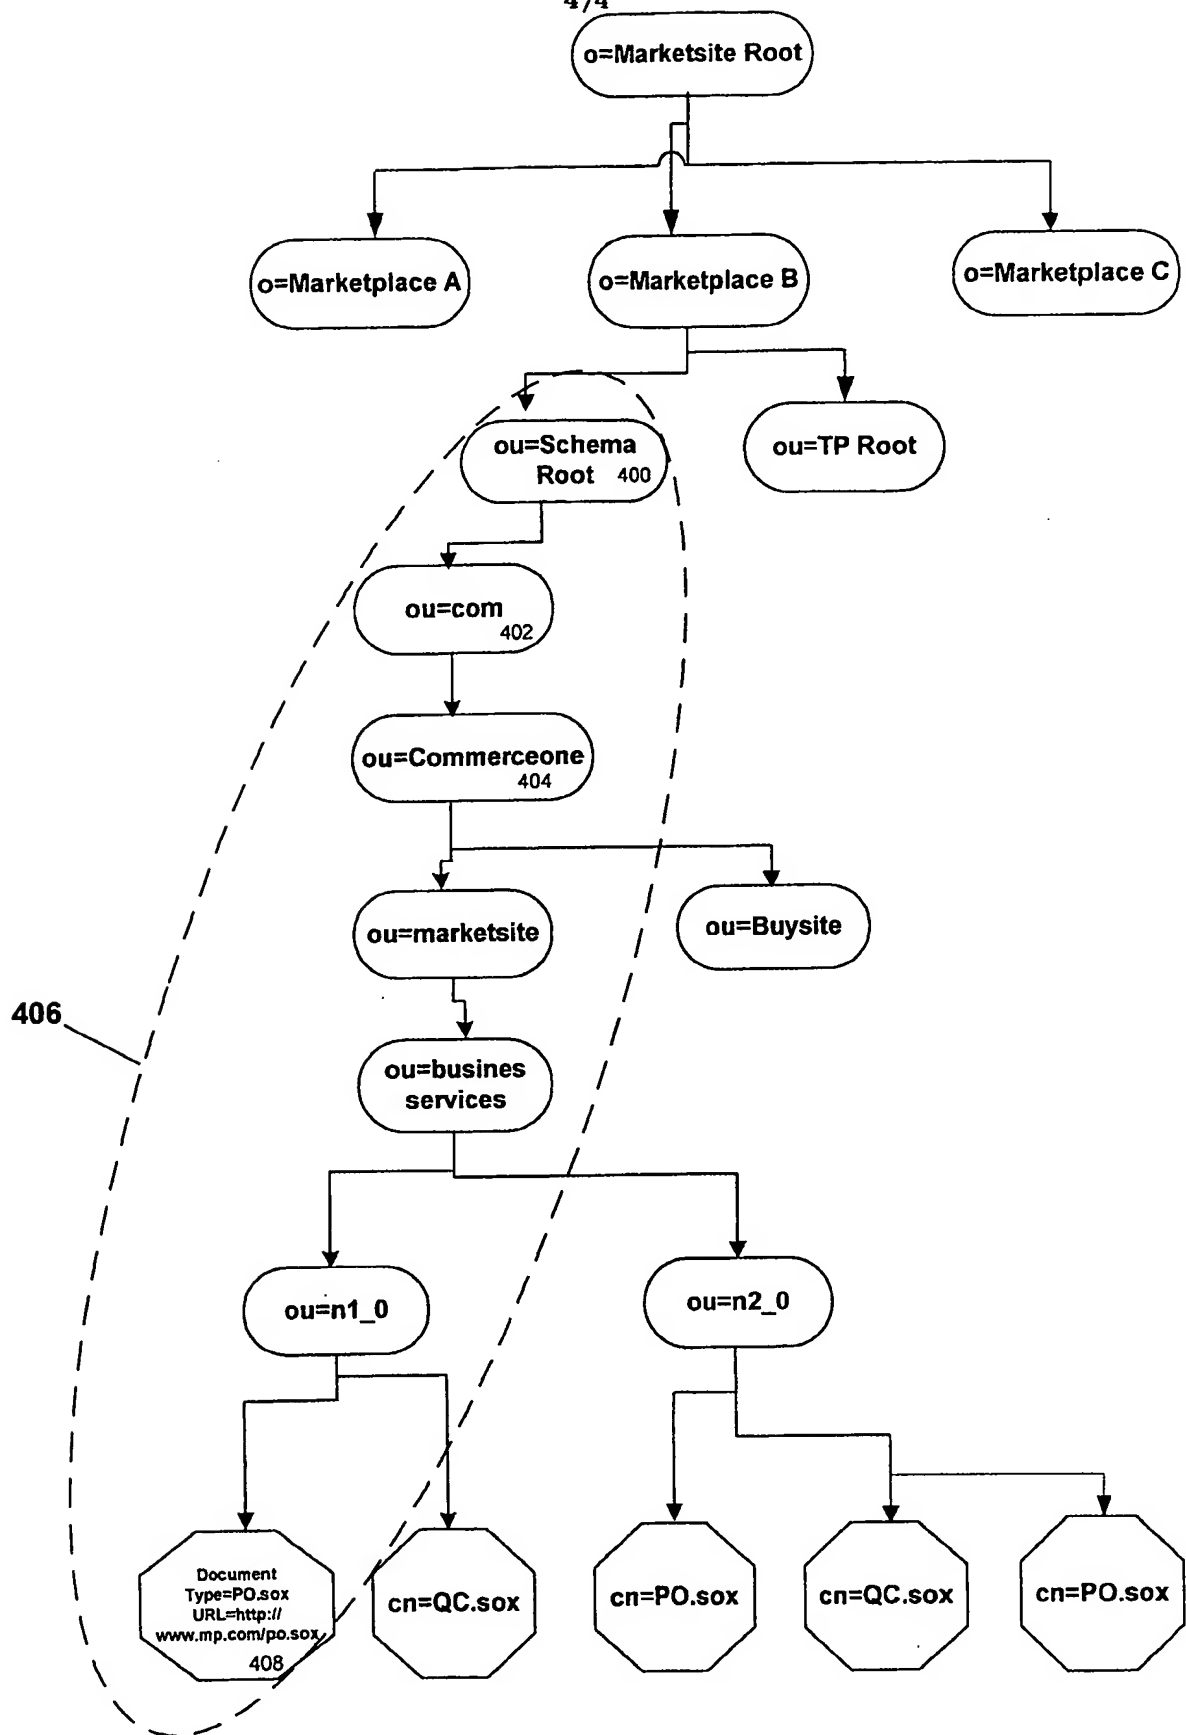 4/4
o=Marketsite Root
o=Marketplace A
o=Marketplace B
o=Marketplace C
ou=Schema
Root 400
ou=TP Root
ou=com
402
ou=Commerceone
404
ou=marketsite
ou=Buysite
406
ou=busines
services
ou=n1_0
ou=n2_0
Document
Type=PO.sox
URL=http://
www.mp.com/po.sox
408
cn=QC.sox
cn=PO.sox
cn=QC.sox
cn=PO.sox